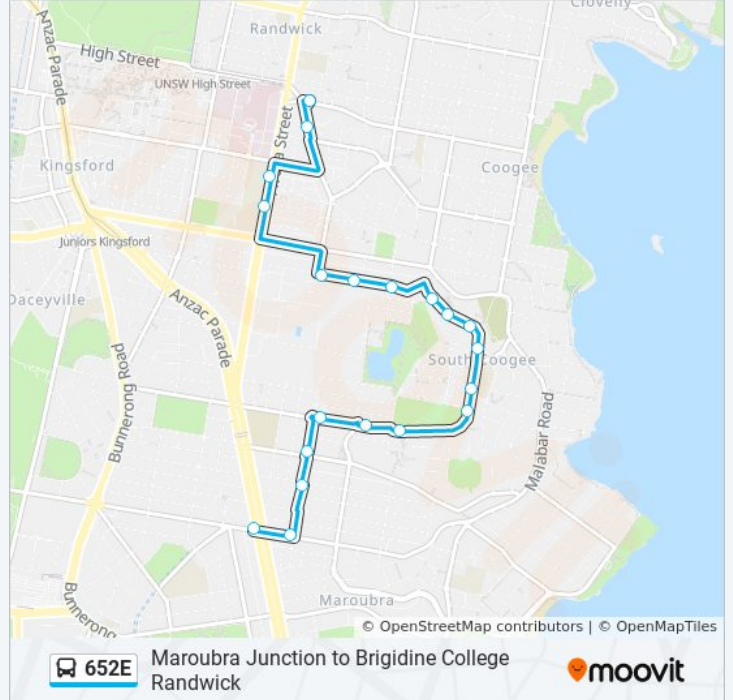 Clovelly
Anzac Parade
Randwick
High Street
UNSW High Street
Street
Kingsford
Coogee
Juniors Kingsford
Daceyville
Anzac Parade
Bunnerong Road
South Coogee
Malabar Road
Bunnerong
Maroubra
© OpenStreetMap contributors | © OpenMapTiles
652E
Maroubra Junction to Brigidine College
Randwick
moovit